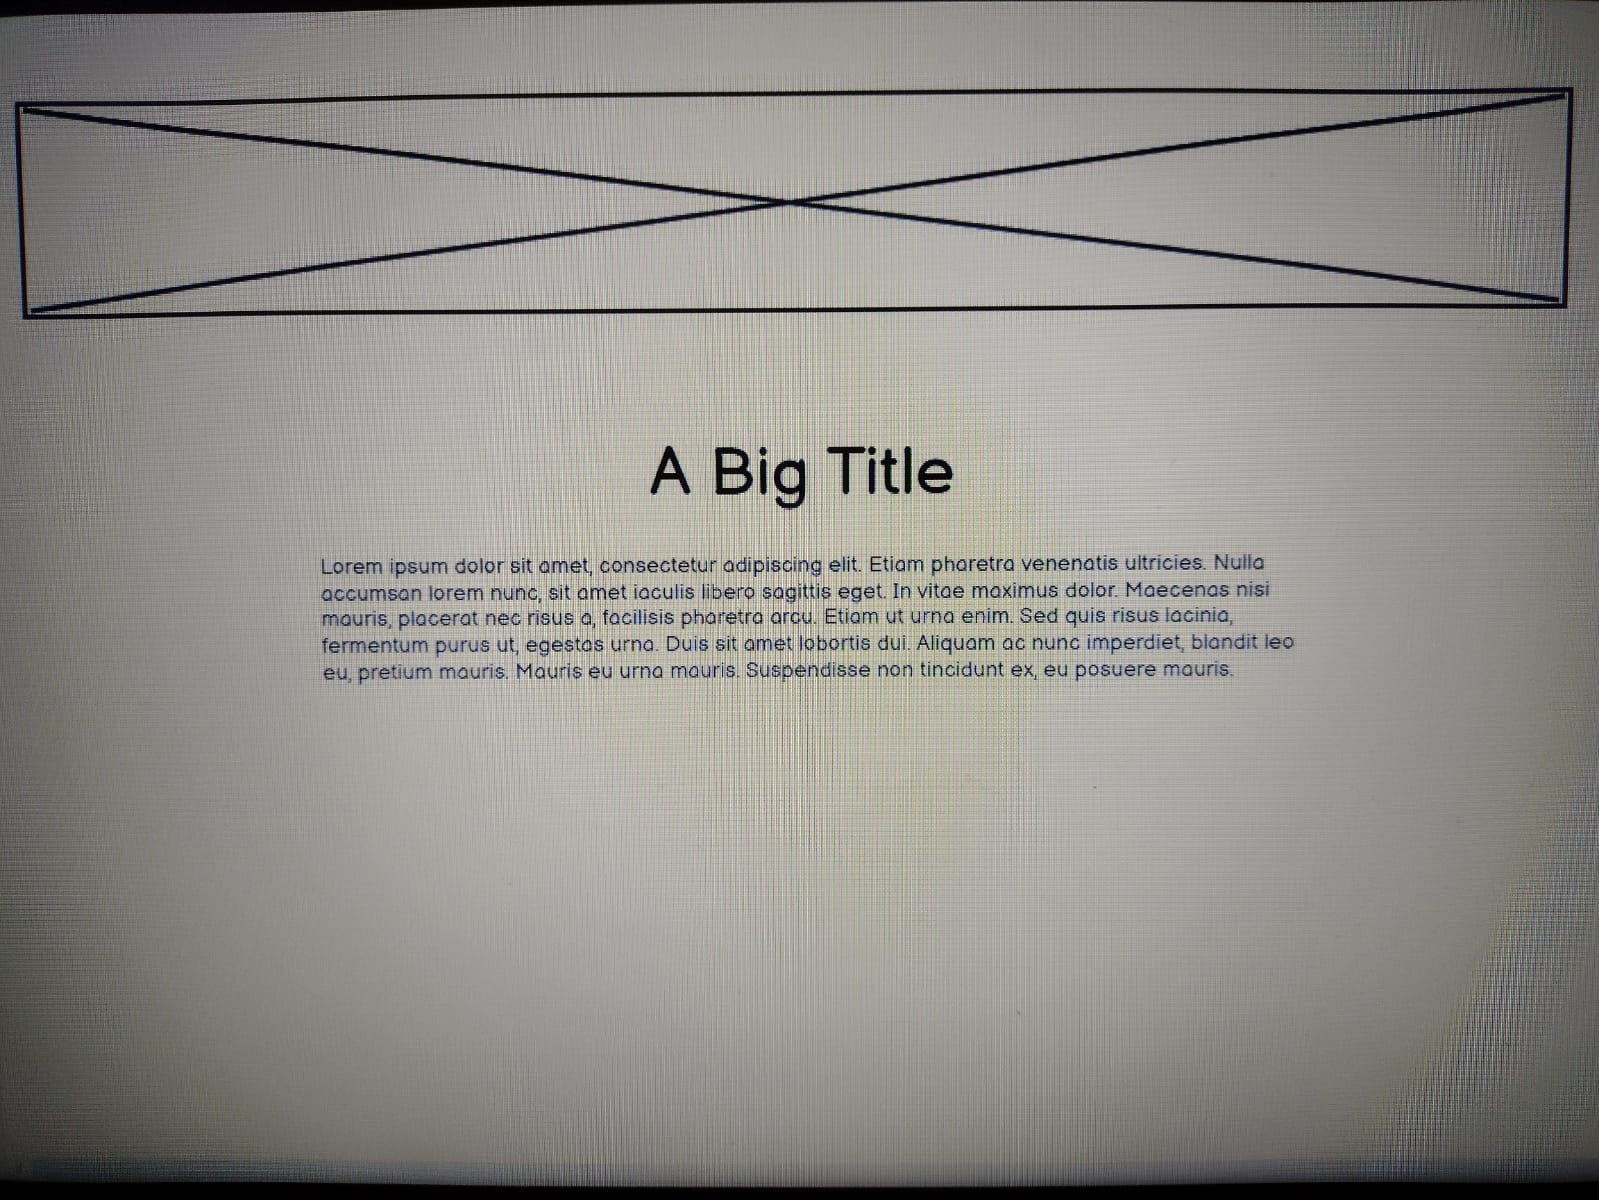 A Big Title
Lorem ipsum dolor sit amet, consectetur adipiscing elit. Etiam pharetra venenatis ultricies. Nulla
accumsan lorem nunc, sit amet iaculis libero sagittis eget. In vitae maximus dolor. Maecenas nisi
mauris, placerat nec risus a, facilisis pharetra arcu. Etiam ut urna enim. Sed quis risus lacinia,
fermentum purus ut, egestas urna. Duis sit amet lobortis dui. Aliquam ac nunc imperdiet, blandit leo
eu, pretium mauris. Mauris eu urna mauris. Suspendisse non tincidunt ex, eu posuere mauris.